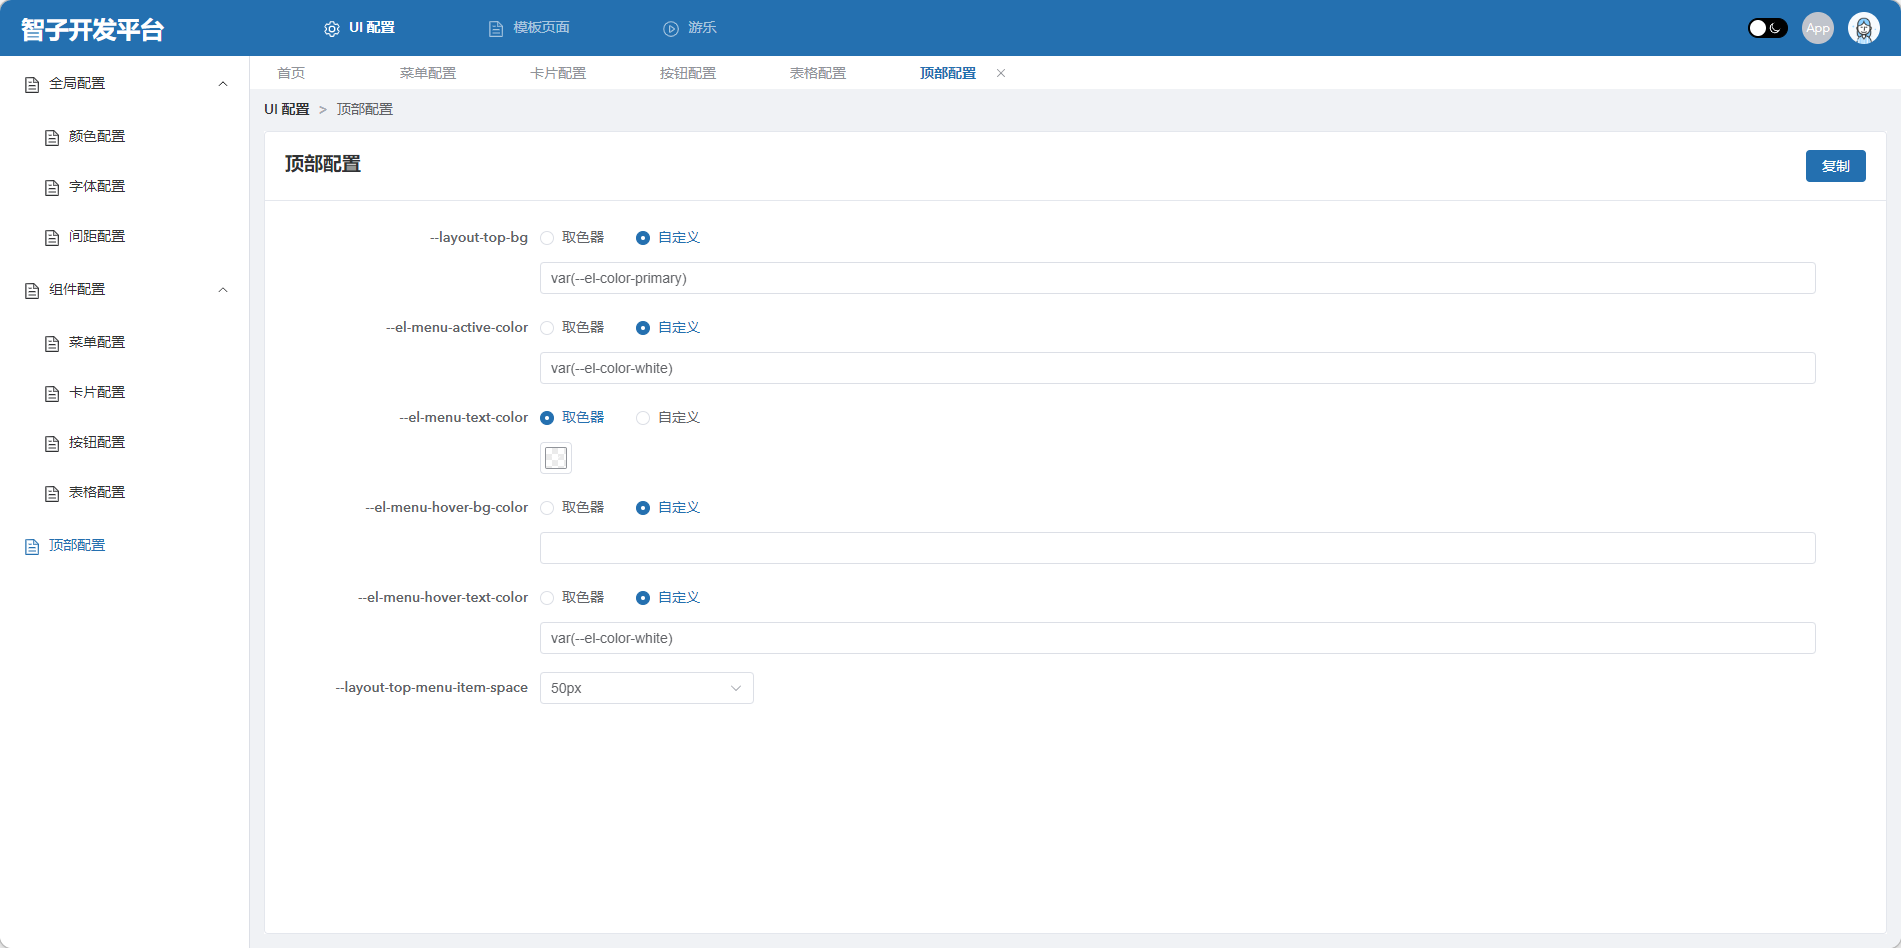 智子开发平台
UI 配置
模板页面
游乐
App
全局配置
颜色配置
字体配置
间距配置
组件配置
菜单配置
卡片配置
按钮配置
表格配置
顶部配置
首页
菜单配置
卡片配置
按钮配置
表格配置
顶部配置
UI 配置 > 顶部配置
顶部配置
复制
--layout-top-bg 取色器 自定义
var(--el-color-primary)
--el-menu-active-color 取色器 自定义
var(--el-color-white)
--el-menu-text-color 取色器 自定义
--el-menu-hover-bg-color 取色器 自定义
--el-menu-hover-text-color 取色器 自定义
var(--el-color-white)
--layout-top-menu-item-space 50px